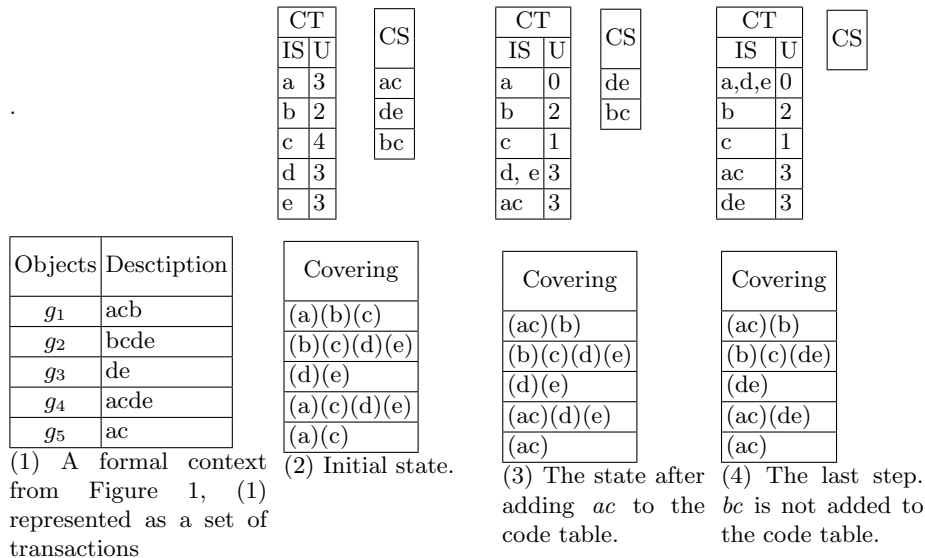 CT
IS U
a 3
b 2
c 4
d 3
e 3
CS
ac
de
bc
CT
IS U
a 0
b 2
c 1
d, e 3
ac 3
CS
de
bc
CT
IS U
a,d,e 0
b 2
c 1
ac 3
de 3
CS
.
Objects Desctiption
g1 acb
g2 bcde
g3 de
g4 acde
g5 ac
(1) A formal context
from Figure 1, (1)
represented as a set of
transactions
Covering
(a)(b)(c)
(b)(c)(d)(e)
(d)(e)
(a)(c)(d)(e)
(a)(c)
(2) Initial state.
Covering
(ac)(b)
(b)(c)(d)(e)
(d)(e)
(ac)(d)(e)
(ac)
(3) The state after
adding ac to the
code table.
Covering
(ac)(b)
(b)(c)(de)
(de)
(ac)(de)
(ac)
(4) The last step.
bc is not added to
the code table.